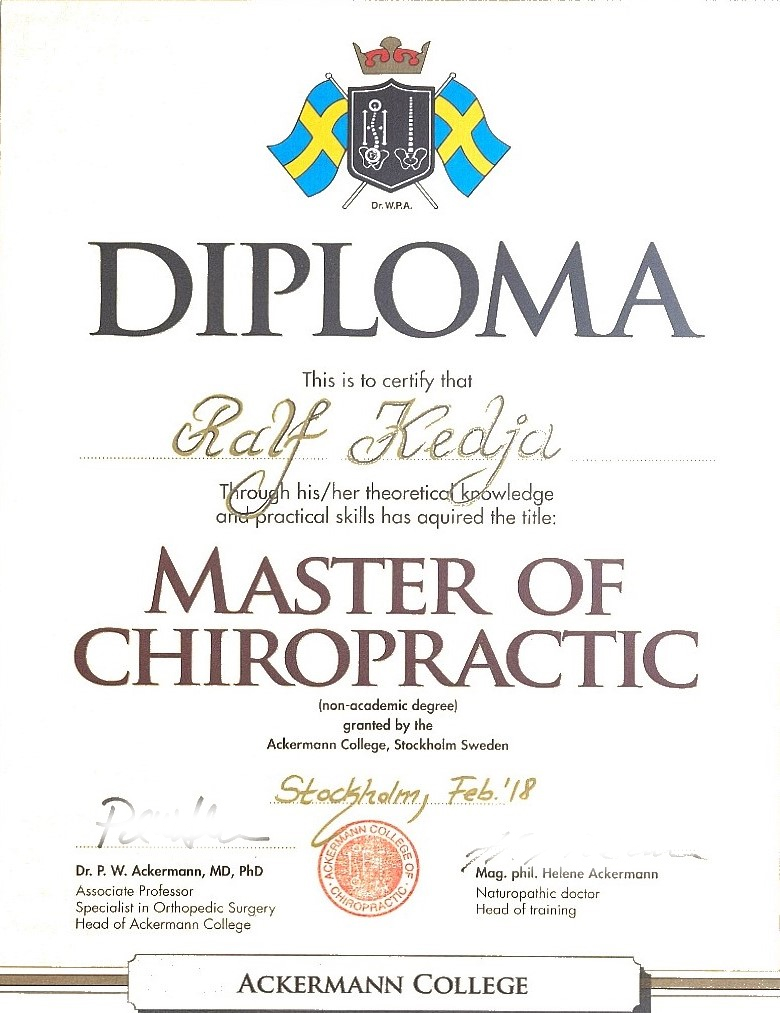 Dr. W.P.A.
DIPLOMA
This is to certify that
Ralf Kedja
Through his/her theoretical knowledge
and practical skills has aquired the title:
MASTER OF
CHIROPRACTIC
(non-academic degree)
granted by the
Ackermann College, Stockholm Sweden
Stockholm, Feb.'18
Dr. P. W. Ackermann, MD, PhD
Associate Professor
Specialist in Orthopedic Surgery
Head of Ackermann College
ACKERMANN COLLEGE OF
CHIROPRACTIC
Mag. phil. Helene Ackermann
Naturopathic doctor
Head of training
ACKERMANN COLLEGE